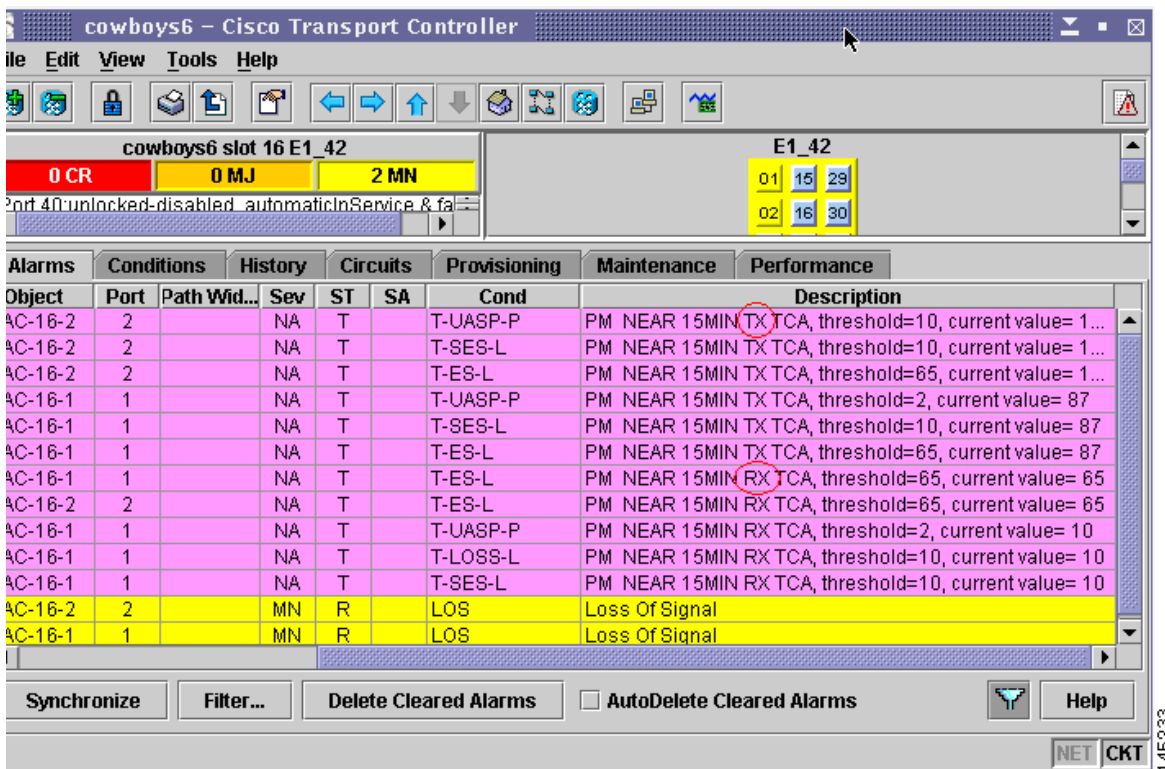 cowboys6 – Cisco Transport Controller
ile Edit View Tools Help
cowboys6 slot 16 E1_42
0 CR 0 MJ 2 MN
Port 40:unlocked-disabled, automaticInService & fa
E1_42
01 15 29
02 16 30
Alarms Conditions History Circuits Provisioning Maintenance Performance
Object Port Path Wid... Sev ST SA Cond Description
AC-16-2 2 NA T T-UASP-P PM NEAR 15MIN TX TCA, threshold=10, current value= 1...
AC-16-2 2 NA T T-SES-L PM NEAR 15MIN TX TCA, threshold=10, current value= 1...
AC-16-2 2 NA T T-ES-L PM NEAR 15MIN TX TCA, threshold=65, current value= 1...
AC-16-1 1 NA T T-UASP-P PM NEAR 15MIN TX TCA, threshold=2, current value= 87
AC-16-1 1 NA T T-SES-L PM NEAR 15MIN TX TCA, threshold=10, current value= 87
AC-16-1 1 NA T T-ES-L PM NEAR 15MIN TX TCA, threshold=65, current value= 87
AC-16-1 1 NA T T-ES-L PM NEAR 15MIN RX TCA, threshold=65, current value= 65
AC-16-2 2 NA T T-ES-L PM NEAR 15MIN RX TCA, threshold=65, current value= 65
AC-16-1 1 NA T T-UASP-P PM NEAR 15MIN RX TCA, threshold=2, current value= 10
AC-16-1 1 NA T T-LOSS-L PM NEAR 15MIN RX TCA, threshold=10, current value= 10
AC-16-1 1 NA T T-SES-L PM NEAR 15MIN RX TCA, threshold=10, current value= 10
AC-16-2 2 MN R LOS Loss Of Signal
AC-16-1 1 MN R LOS Loss Of Signal
Synchronize Filter... Delete Cleared Alarms AutoDelete Cleared Alarms Help
NET CKT
145233